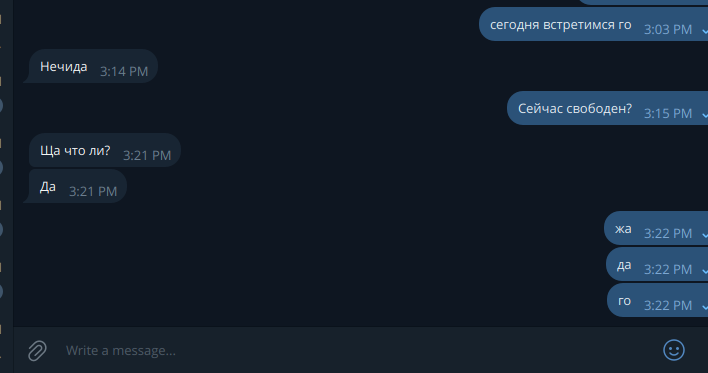 сегодня встретимся го 3:03 PM
Нечида 3:14 PM
Сейчас свободен? 3:15 PM
Ща что ли? 3:21 PM
Да 3:21 PM
жа 3:22 PM
да 3:22 PM
го 3:22 PM
Write a message...